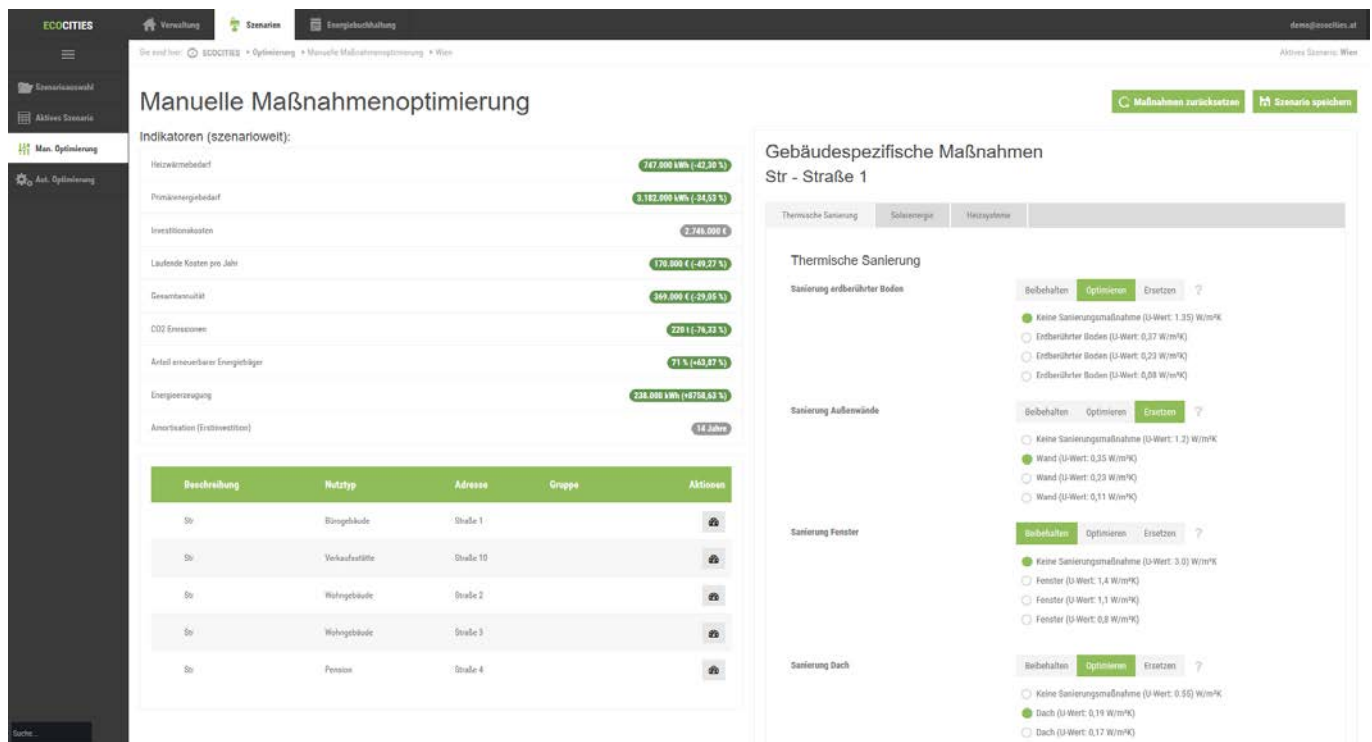 ECOCITIES
Verwaltung
Szenarien
Energiebuchhaltung
demo@ecocities.at
Sie sind hier: ECOCITIES Optimierung Manuelle Maßnahmenoptimierung Wien
Aktives Szenario: Wien
Szenarioauswahl
Aktives Szenario
Man. Optimierung
Aut. Optimierung
Suche...
Manuelle Maßnahmenoptimierung
Maßnahmen zurücksetzen
Szenario speichern
Indikatoren (szenarioweit):
Heizwärmebedarf 747.000 kWh (-42,30 %)
Primärenergiebedarf 3.182.000 kWh (-34,53 %)
Investitionskosten 2.746.000 €
Laufende Kosten pro Jahr 170.000 € (-49,27 %)
Gesamtannuität 369.000 € (-29,05 %)
CO2 Emissionen 220 t (-76,33 %)
Anteil erneuerbarer Energieträger 71 % (+63,87 %)
Energieerzeugung 238.000 kWh (+8758,63 %)
Amortisation (Erstinvestition) 14 Jahre
Beschreibung Nutztyp Adresse Gruppe Aktionen
Str Bürogebäude Straße 1
Str Verkaufsstätte Straße 10
Str Wohngebäude Straße 2
Str Wohngebäude Straße 3
Str Pension Straße 4
Gebäudespezifische Maßnahmen
Str - Straße 1
Thermische Sanierung Solarenergie Heizsysteme
Thermische Sanierung
Sanierung erdberührter Boden Beibehalten Optimieren Ersetzen ?
Keine Sanierungsmaßnahme (U-Wert: 1.35) W/m²K
Erdberührter Boden (U-Wert: 0,37 W/m²K)
Erdberührter Boden (U-Wert: 0,23 W/m²K)
Erdberührter Boden (U-Wert: 0,08 W/m²K)
Sanierung Außenwände Beibehalten Optimieren Ersetzen ?
Keine Sanierungsmaßnahme (U-Wert: 1.2) W/m²K
Wand (U-Wert: 0,35 W/m²K)
Wand (U-Wert: 0,23 W/m²K)
Wand (U-Wert: 0,11 W/m²K)
Sanierung Fenster Beibehalten Optimieren Ersetzen ?
Keine Sanierungsmaßnahme (U-Wert: 3.0) W/m²K
Fenster (U-Wert: 1,4 W/m²K)
Fenster (U-Wert: 1,1 W/m²K)
Fenster (U-Wert: 0,8 W/m²K)
Sanierung Dach Beibehalten Optimieren Ersetzen ?
Keine Sanierungsmaßnahme (U-Wert: 0.55) W/m²K
Dach (U-Wert: 0,19 W/m²K)
Dach (U-Wert: 0,17 W/m²K)